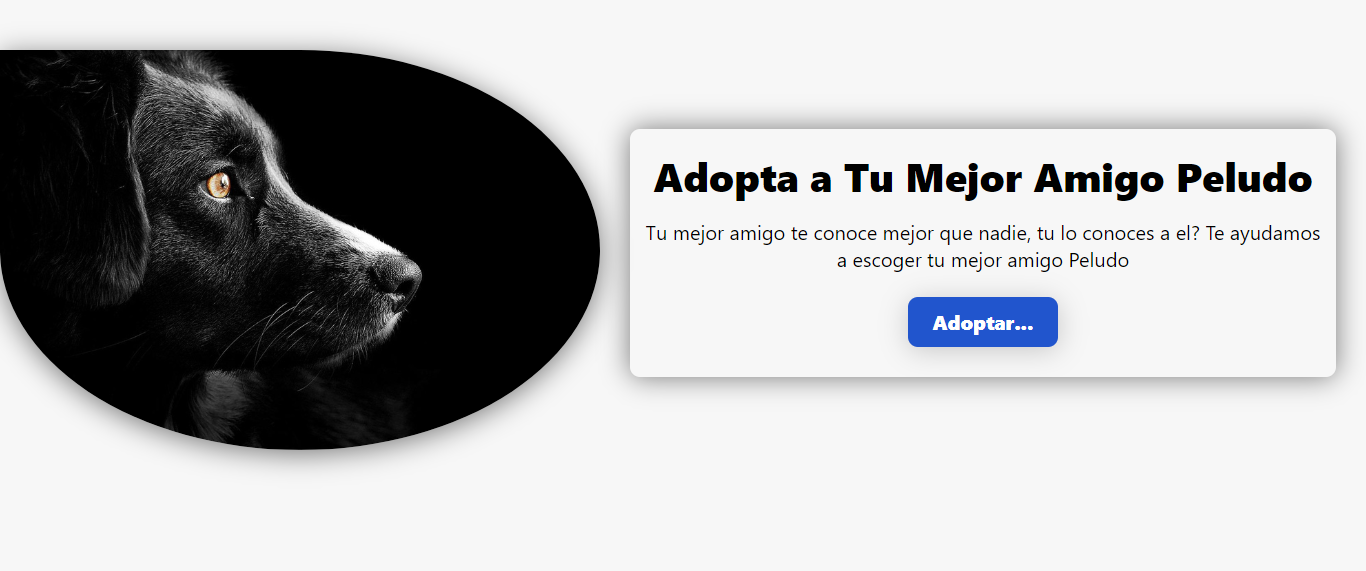 Adopta a Tu Mejor Amigo Peludo
Tu mejor amigo te conoce mejor que nadie, tu lo conoces a el? Te ayudamos
a escoger tu mejor amigo Peludo
Adoptar...